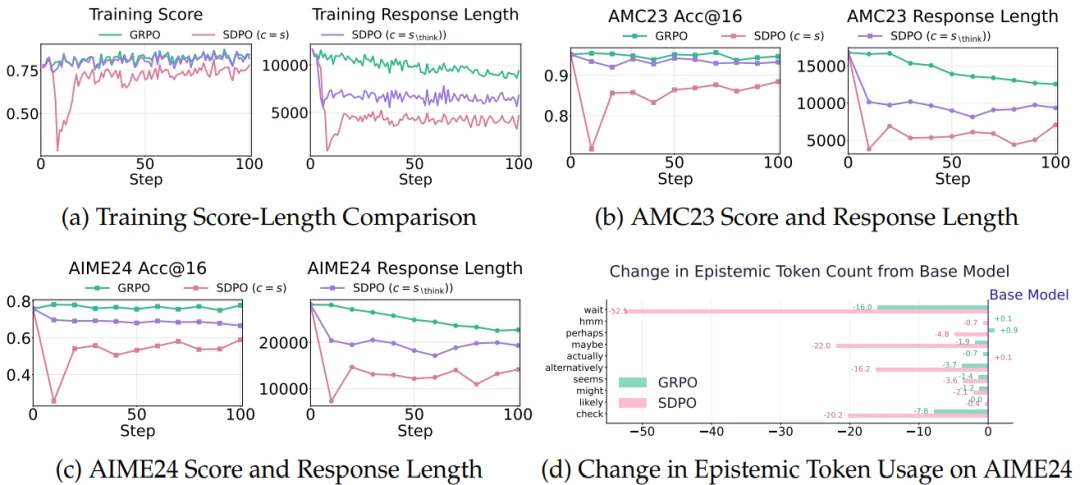 Training Score
Training Response Length
GRPO
SDPO (c = s)
SDPO (c = s\think))
0.75
0.50
0
50
100
Step
10000
5000
0
50
100
Step
(a) Training Score-Length Comparison
AMC23 Acc@16
AMC23 Response Length
GRPO
SDPO (c = s)
SDPO (c = s\think))
0.9
0.8
0
50
100
Step
15000
10000
5000
0
50
100
Step
(b) AMC23 Score and Response Length
AIME24 Acc@16
AIME24 Response Length
GRPO
SDPO (c = s)
SDPO (c = s\think))
0.8
0.6
0.4
0
50
100
Step
20000
10000
0
50
100
Step
(c) AIME24 Score and Response Length
Change in Epistemic Token Count from Base Model
Base Model
wait -16.0
-52.5
hmm +0.1
-0.7
perhaps +0.9
-4.8
maybe -1.9
-22.0
actually -0.7
+0.1
alternatively -3.7
-16.2
seems -1.4
-3.6
might -1.2
-2.1
likely -0.0
-0.4
check -7.8
-20.2
GRPO
SDPO
−50
−40
−30
−20
−10
0
(d) Change in Epistemic Token Usage on AIME24